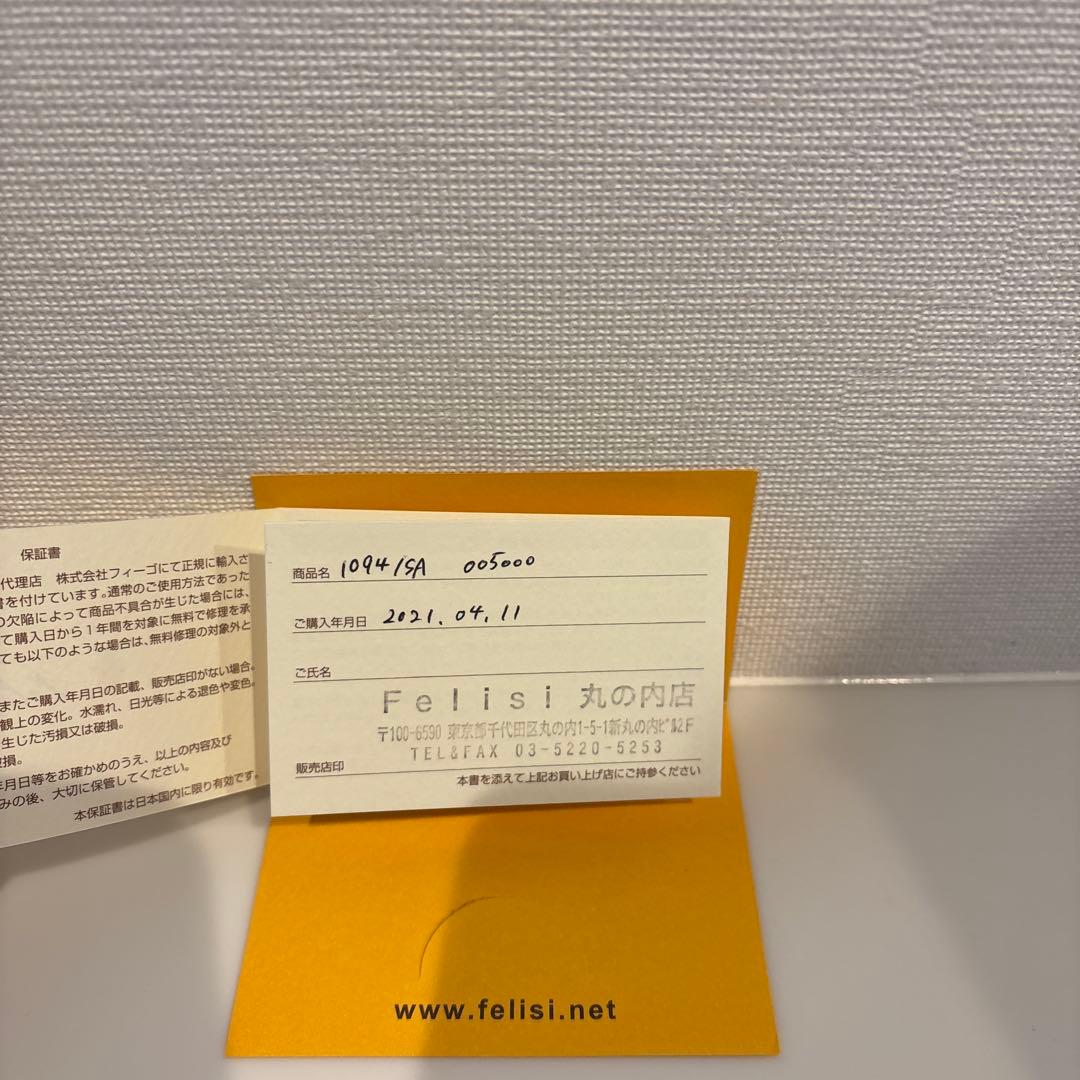 保証書
代理店 株式会社フィーゴにて正規に輸入さ
書を付けています。通常のご使用方法であった
の欠陥によって商品不具合が生じた場合には、
て購入日から1年間を対象に無料で修理を承
ても以下のような場合は、無料修理の対象外と
またご購入年月日の記載、販売店印がない場合。
観上の変化。水濡れ、日光等による退色や変色。
生じた汚損又は破損。
破損。
年月日等をお確かめのうえ、以上の内容及び
みの後、大切に保管してください。
本保証書は日本国内に限り有効です。
商品名 1094/SA 005000
ご購入年月日 2021.04.11
ご氏名
Felisi 丸の内店
〒100-6590 東京都千代田区丸の内1-5-1新丸の内ビル2F
TEL&FAX 03-5220-5253
販売店印
本書を添えて上記お買い上げ店にご持参ください
www.felisi.net